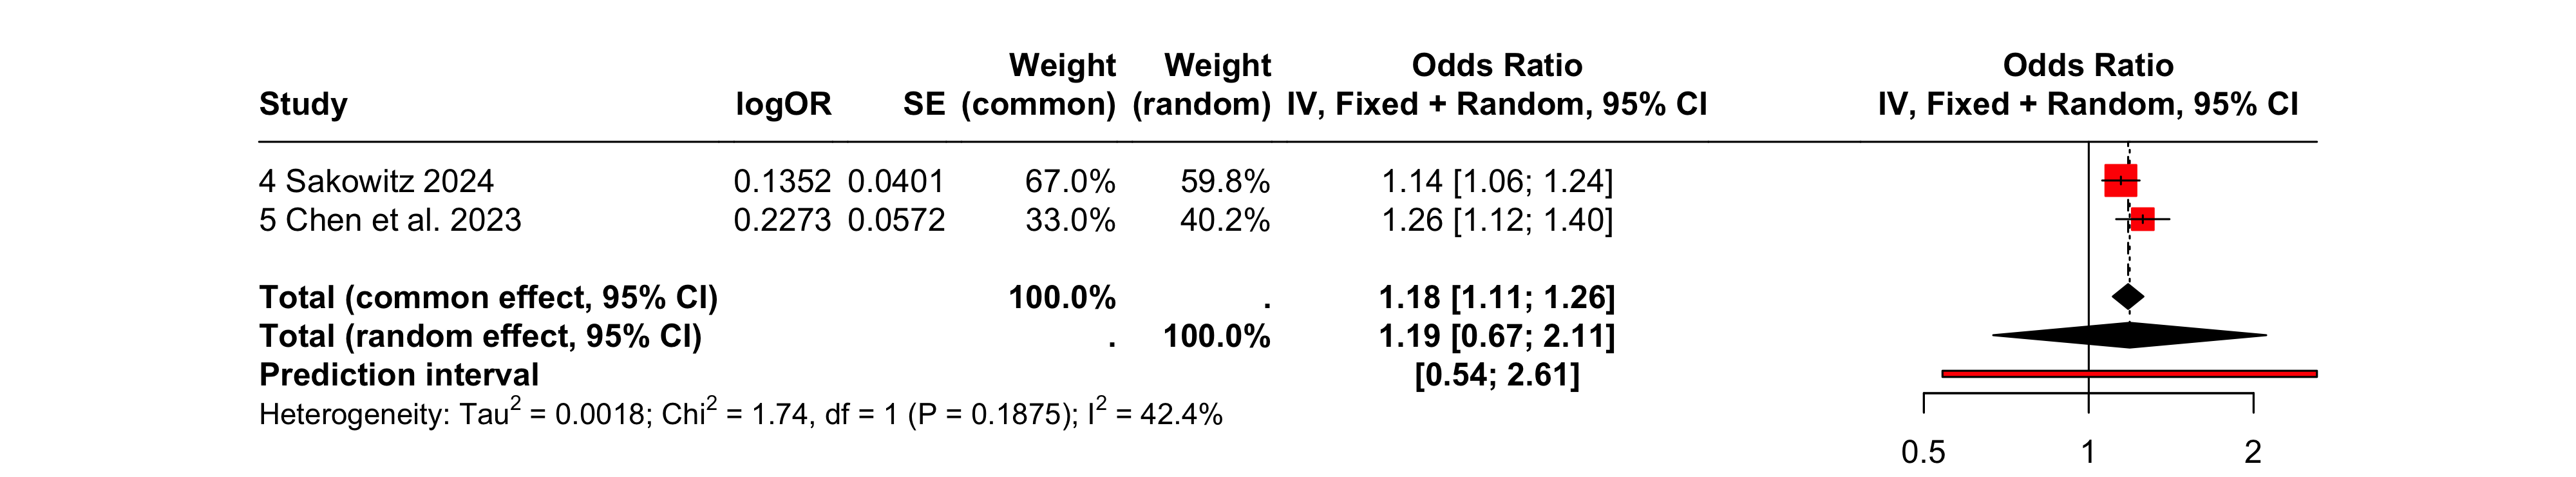 Weight Weight Odds Ratio Odds Ratio
Study logOR SE (common) (random) IV, Fixed + Random, 95% CI IV, Fixed + Random, 95% CI
4 Sakowitz 2024 0.1352 0.0401 67.0% 59.8% 1.14 [1.06; 1.24]
5 Chen et al. 2023 0.2273 0.0572 33.0% 40.2% 1.26 [1.12; 1.40]
Total (common effect, 95% CI) 100.0% . 1.18 [1.11; 1.26]
Total (random effect, 95% CI) . 100.0% 1.19 [0.67; 2.11]
Prediction interval [0.54; 2.61]
Heterogeneity: Tau² = 0.0018; Chi² = 1.74, df = 1 (P = 0.1875); I² = 42.4%
0.5 1 2